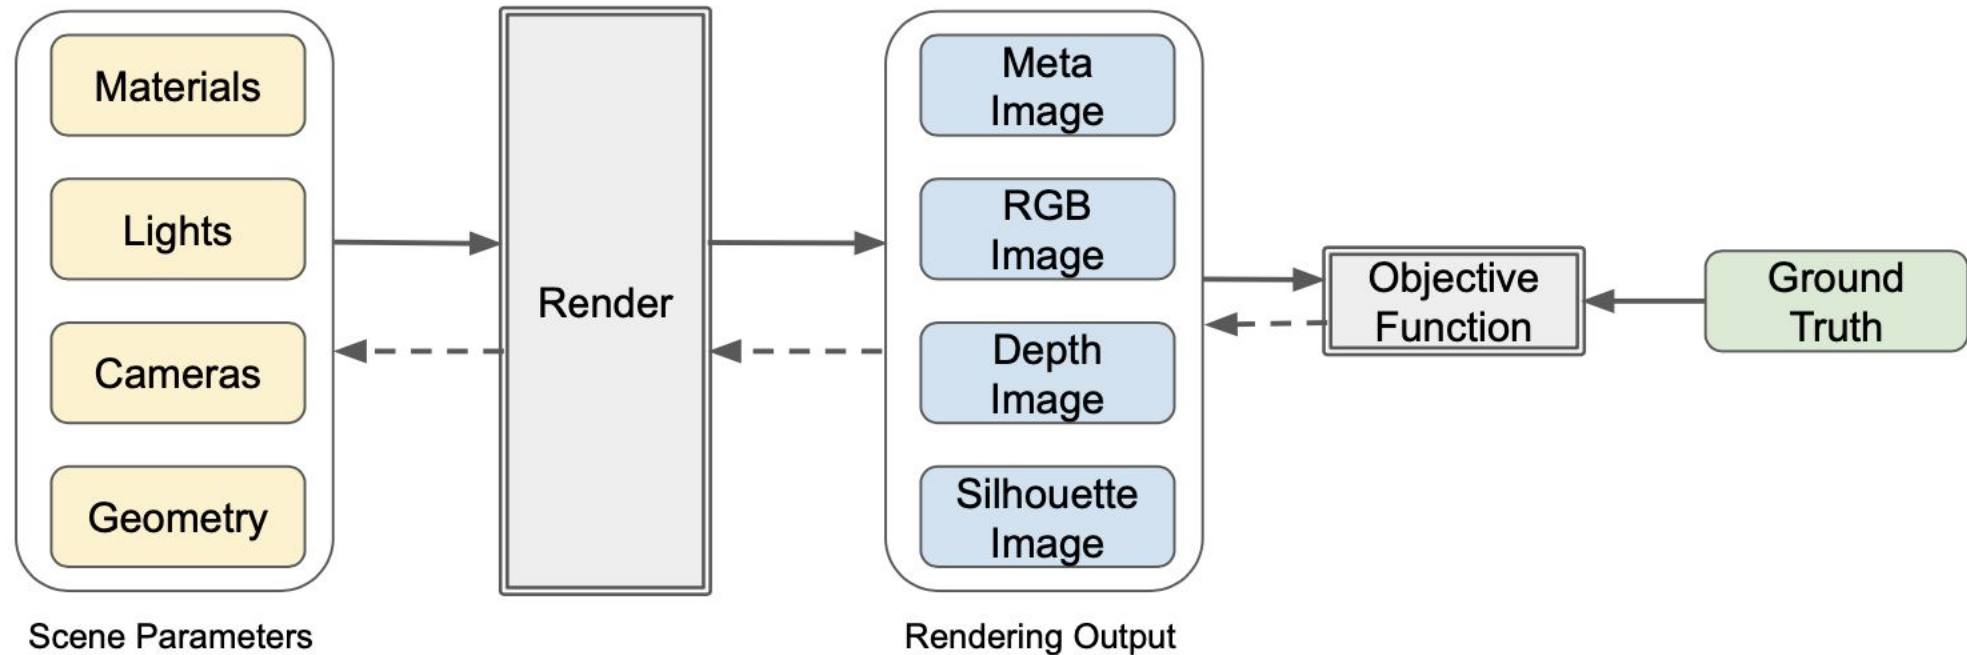 Materials
Lights
Cameras
Geometry
Scene Parameters
Render
Meta
Image
RGB
Image
Depth
Image
Silhouette
Image
Rendering Output
Objective
Function
Ground
Truth